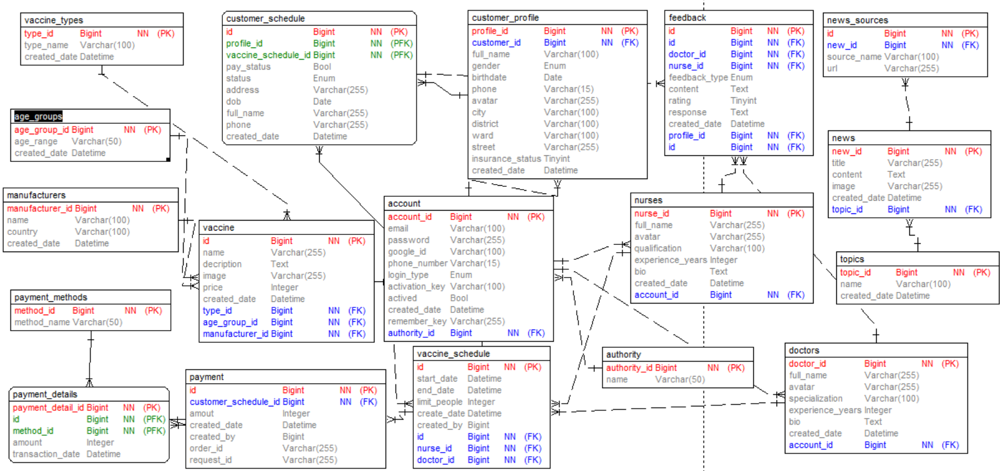 vaccine_types
type_id Bigint NN (PK)
type_name Varchar(100)
created_date Datetime
customer_schedule
id Bigint NN (PK)
profile_id Bigint NN (PFK)
vaccine_schedule_id Bigint NN (PFK)
pay_status Bool
status Enum
address Varchar(255)
dob Date
full_name Varchar(255)
phone Varchar(255)
created_date Datetime
customer_profile
profile_id Bigint NN (PK)
customer_id Bigint NN (FK)
full_name Varchar(100)
gender Enum
birthdate Date
phone Varchar(15)
avatar Varchar(255)
city Varchar(100)
district Varchar(100)
ward Varchar(100)
street Varchar(255)
insurance_status Tinyint
created_date Datetime
feedback
id Bigint NN (PK)
id Bigint NN (FK)
doctor_id Bigint NN (FK)
nurse_id Bigint NN (FK)
feedback_type Enum
content Text
rating Tinyint
response Text
created_date Datetime
profile_id Bigint NN (FK)
id Bigint NN (FK)
news_sources
id Bigint NN (PK)
new_id Bigint NN (FK)
source_name Varchar(100)
url Varchar(255)
age_groups
age_group_id Bigint NN (PK)
age_range Varchar(50)
created_date Datetime
news
new_id Bigint NN (PK)
title Varchar(255)
content Text
image Varchar(255)
created_date Datetime
topic_id Bigint NN (FK)
manufacturers
manufacturer_id Bigint NN (PK)
name Varchar(100)
country Varchar(100)
created_date Datetime
vaccine
id Bigint NN (PK)
name Varchar(255)
decription Text
image Varchar(255)
price Integer
created_date Datetime
type_id Bigint NN (FK)
age_group_id Bigint NN (FK)
manufacturer_id Bigint NN (FK)
account
account_id Bigint NN (PK)
email Varchar(100)
password Varchar(255)
google_id Varchar(100)
phone_number Varchar(15)
login_type Enum
activation_key Varchar(100)
actived Bool
created_date Datetime
remember_key Varchar(255)
authority_id Bigint NN (FK)
nurses
nurse_id Bigint NN (PK)
full_name Varchar(255)
avatar Varchar(255)
qualification Varchar(100)
experience_years Integer
bio Text
created_date Datetime
account_id Bigint NN (FK)
topics
topic_id Bigint NN (PK)
name Varchar(100)
created_date Datetime
payment_methods
method_id Bigint NN (PK)
method_name Varchar(50)
payment_details
payment_detail_id Bigint NN (PK)
id Bigint NN (PFK)
method_id Bigint NN (PFK)
amount Integer
transaction_date Datetime
payment
id Bigint NN (PK)
customer_schedule_id Bigint NN (FK)
amout Integer
created_date Datetime
created_by Bigint
order_id Varchar(255)
request_id Varchar(255)
vaccine_schedule
id Bigint NN (PK)
start_date Datetime
end_date Datetime
limit_people Integer
create_date Datetime
created_by Bigint
id Bigint NN (FK)
nurse_id Bigint NN (FK)
doctor_id Bigint NN (FK)
authority
authority_id Bigint NN (PK)
name Varchar(50)
doctors
doctor_id Bigint NN (PK)
full_name Varchar(255)
avatar Varchar(255)
specialization Varchar(100)
experience_years Integer
bio Text
created_date Datetime
account_id Bigint NN (FK)